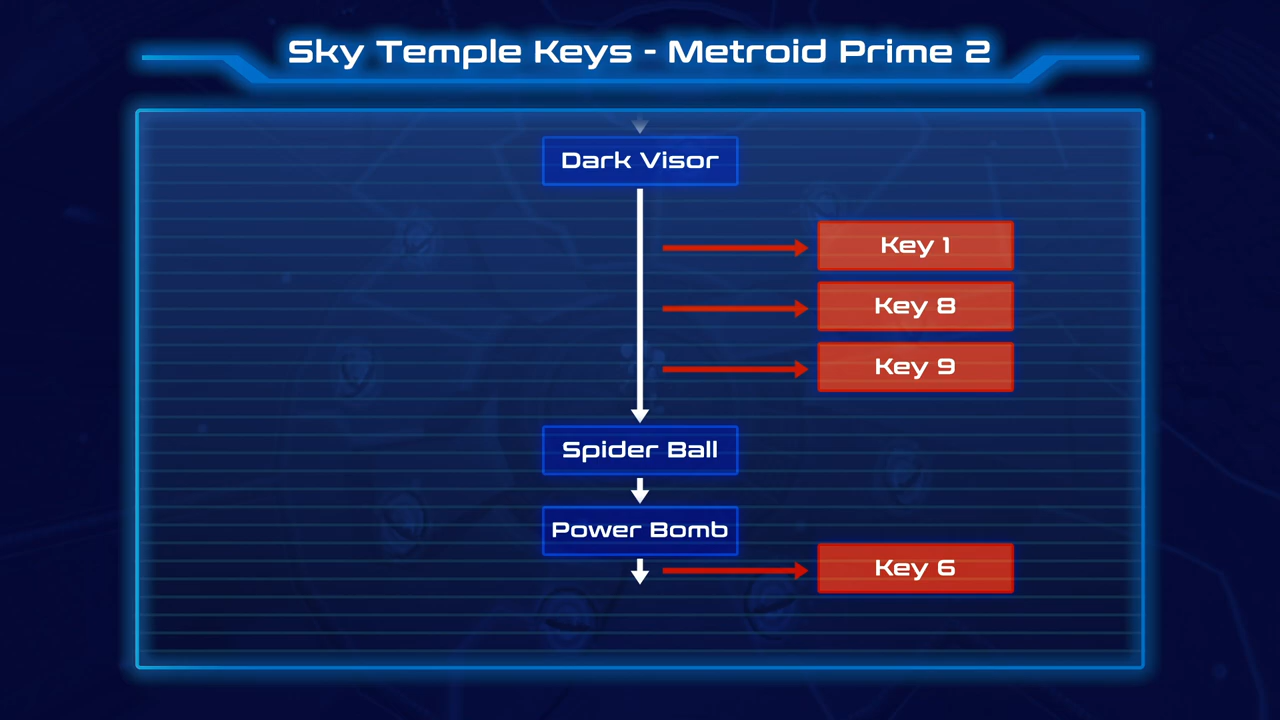 Sky Temple Keys - Metroid Prime 2
Dark Visor
Key 1
Key 8
Key 9
Spider Ball
Power Bomb
Key 6